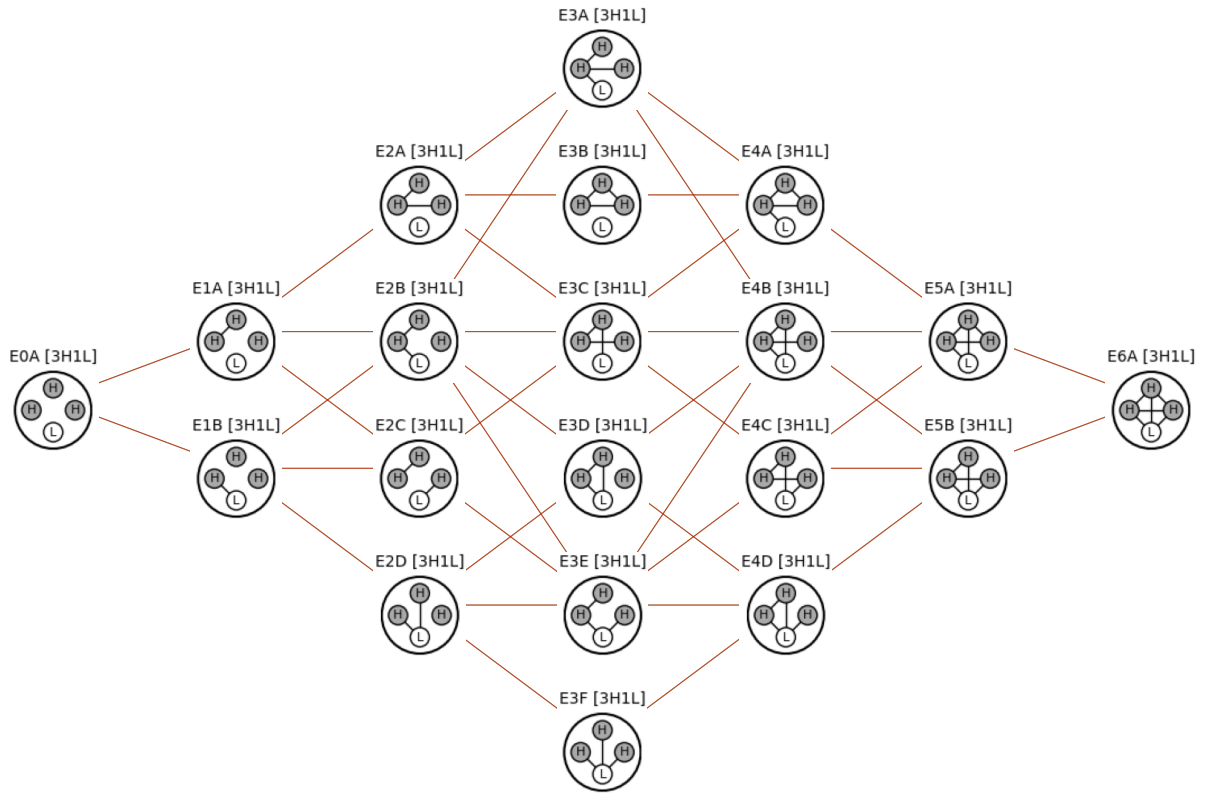 E3A [3H1L]
H
H H
L
E2A [3H1L] E3B [3H1L] E4A [3H1L]
H H H
H H H H H H
L L L
E1A [3H1L] E2B [3H1L] E3C [3H1L] E4B [3H1L] E5A [3H1L]
H H H H H
H H H H H H H H H H
L L L L L
E0A [3H1L] E6A [3H1L]
H H
H H H H
L L
E1B [3H1L] E2C [3H1L] E3D [3H1L] E4C [3H1L] E5B [3H1L]
H H H H H
H H H H H H H H H H
L L L L L
E2D [3H1L] E3E [3H1L] E4D [3H1L]
H H H
H H H H H H
L L L
E3F [3H1L]
H
H H
L